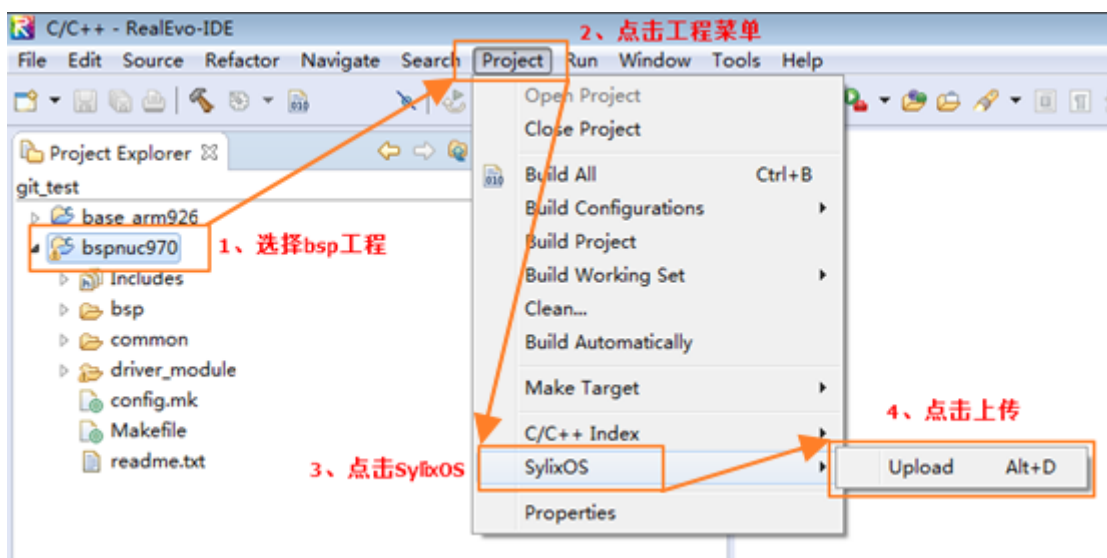 C/C++ - RealEvo-IDE
2、点击工程菜单
File Edit Source Refactor Navigate Search Project Run Window Tools Help
Open Project
Close Project
Project Explorer
Build All Ctrl+B
git_test
Build Configurations
base_arm926
Build Project
bspnuc970
1、选择bsp工程
Build Working Set
Includes
Clean...
bsp
Build Automatically
common
driver_module
Make Target
config.mk
4、点击上传
Makefile
C/C++ Index
readme.txt
3、点击SylixOS
SylixOS
Upload Alt+D
Properties